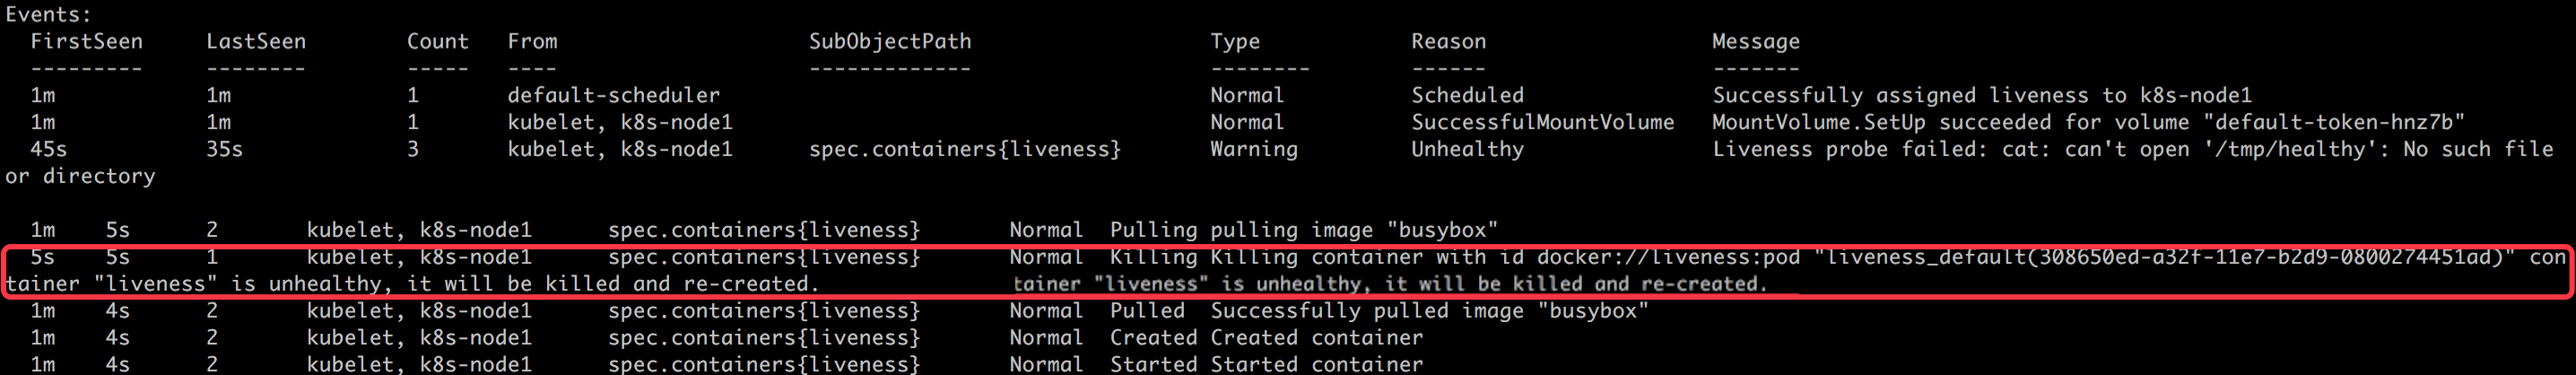 Events:
FirstSeen LastSeen Count From SubObjectPath Type Reason Message
--------- -------- ----- ---- ------------- -------- ------ -------
1m 1m 1 default-scheduler Normal Scheduled Successfully assigned liveness to k8s-node1
1m 1m 1 kubelet, k8s-node1 Normal SuccessfulMountVolume MountVolume.SetUp succeeded for volume "default-token-hnz7b"
45s 35s 3 kubelet, k8s-node1 spec.containers{liveness} Warning Unhealthy Liveness probe failed: cat: can't open '/tmp/healthy': No such file
or directory
1m 5s 2 kubelet, k8s-node1 spec.containers{liveness} Normal Pulling pulling image "busybox"
5s 5s 1 kubelet, k8s-node1 spec.containers{liveness} Normal Killing Killing container with id docker://liveness:pod "liveness_default(308650ed-a32f-11e7-b2d9-0800274451ad)" con
tainer "liveness" is unhealthy, it will be killed and re-created. tainer "liveness" is unhealthy, it will be killed and re-created.
1m 4s 2 kubelet, k8s-node1 spec.containers{liveness} Normal Pulled Successfully pulled image "busybox"
1m 4s 2 kubelet, k8s-node1 spec.containers{liveness} Normal Created Created container
1m 4s 2 kubelet, k8s-node1 spec.containers{liveness} Normal Started Started container